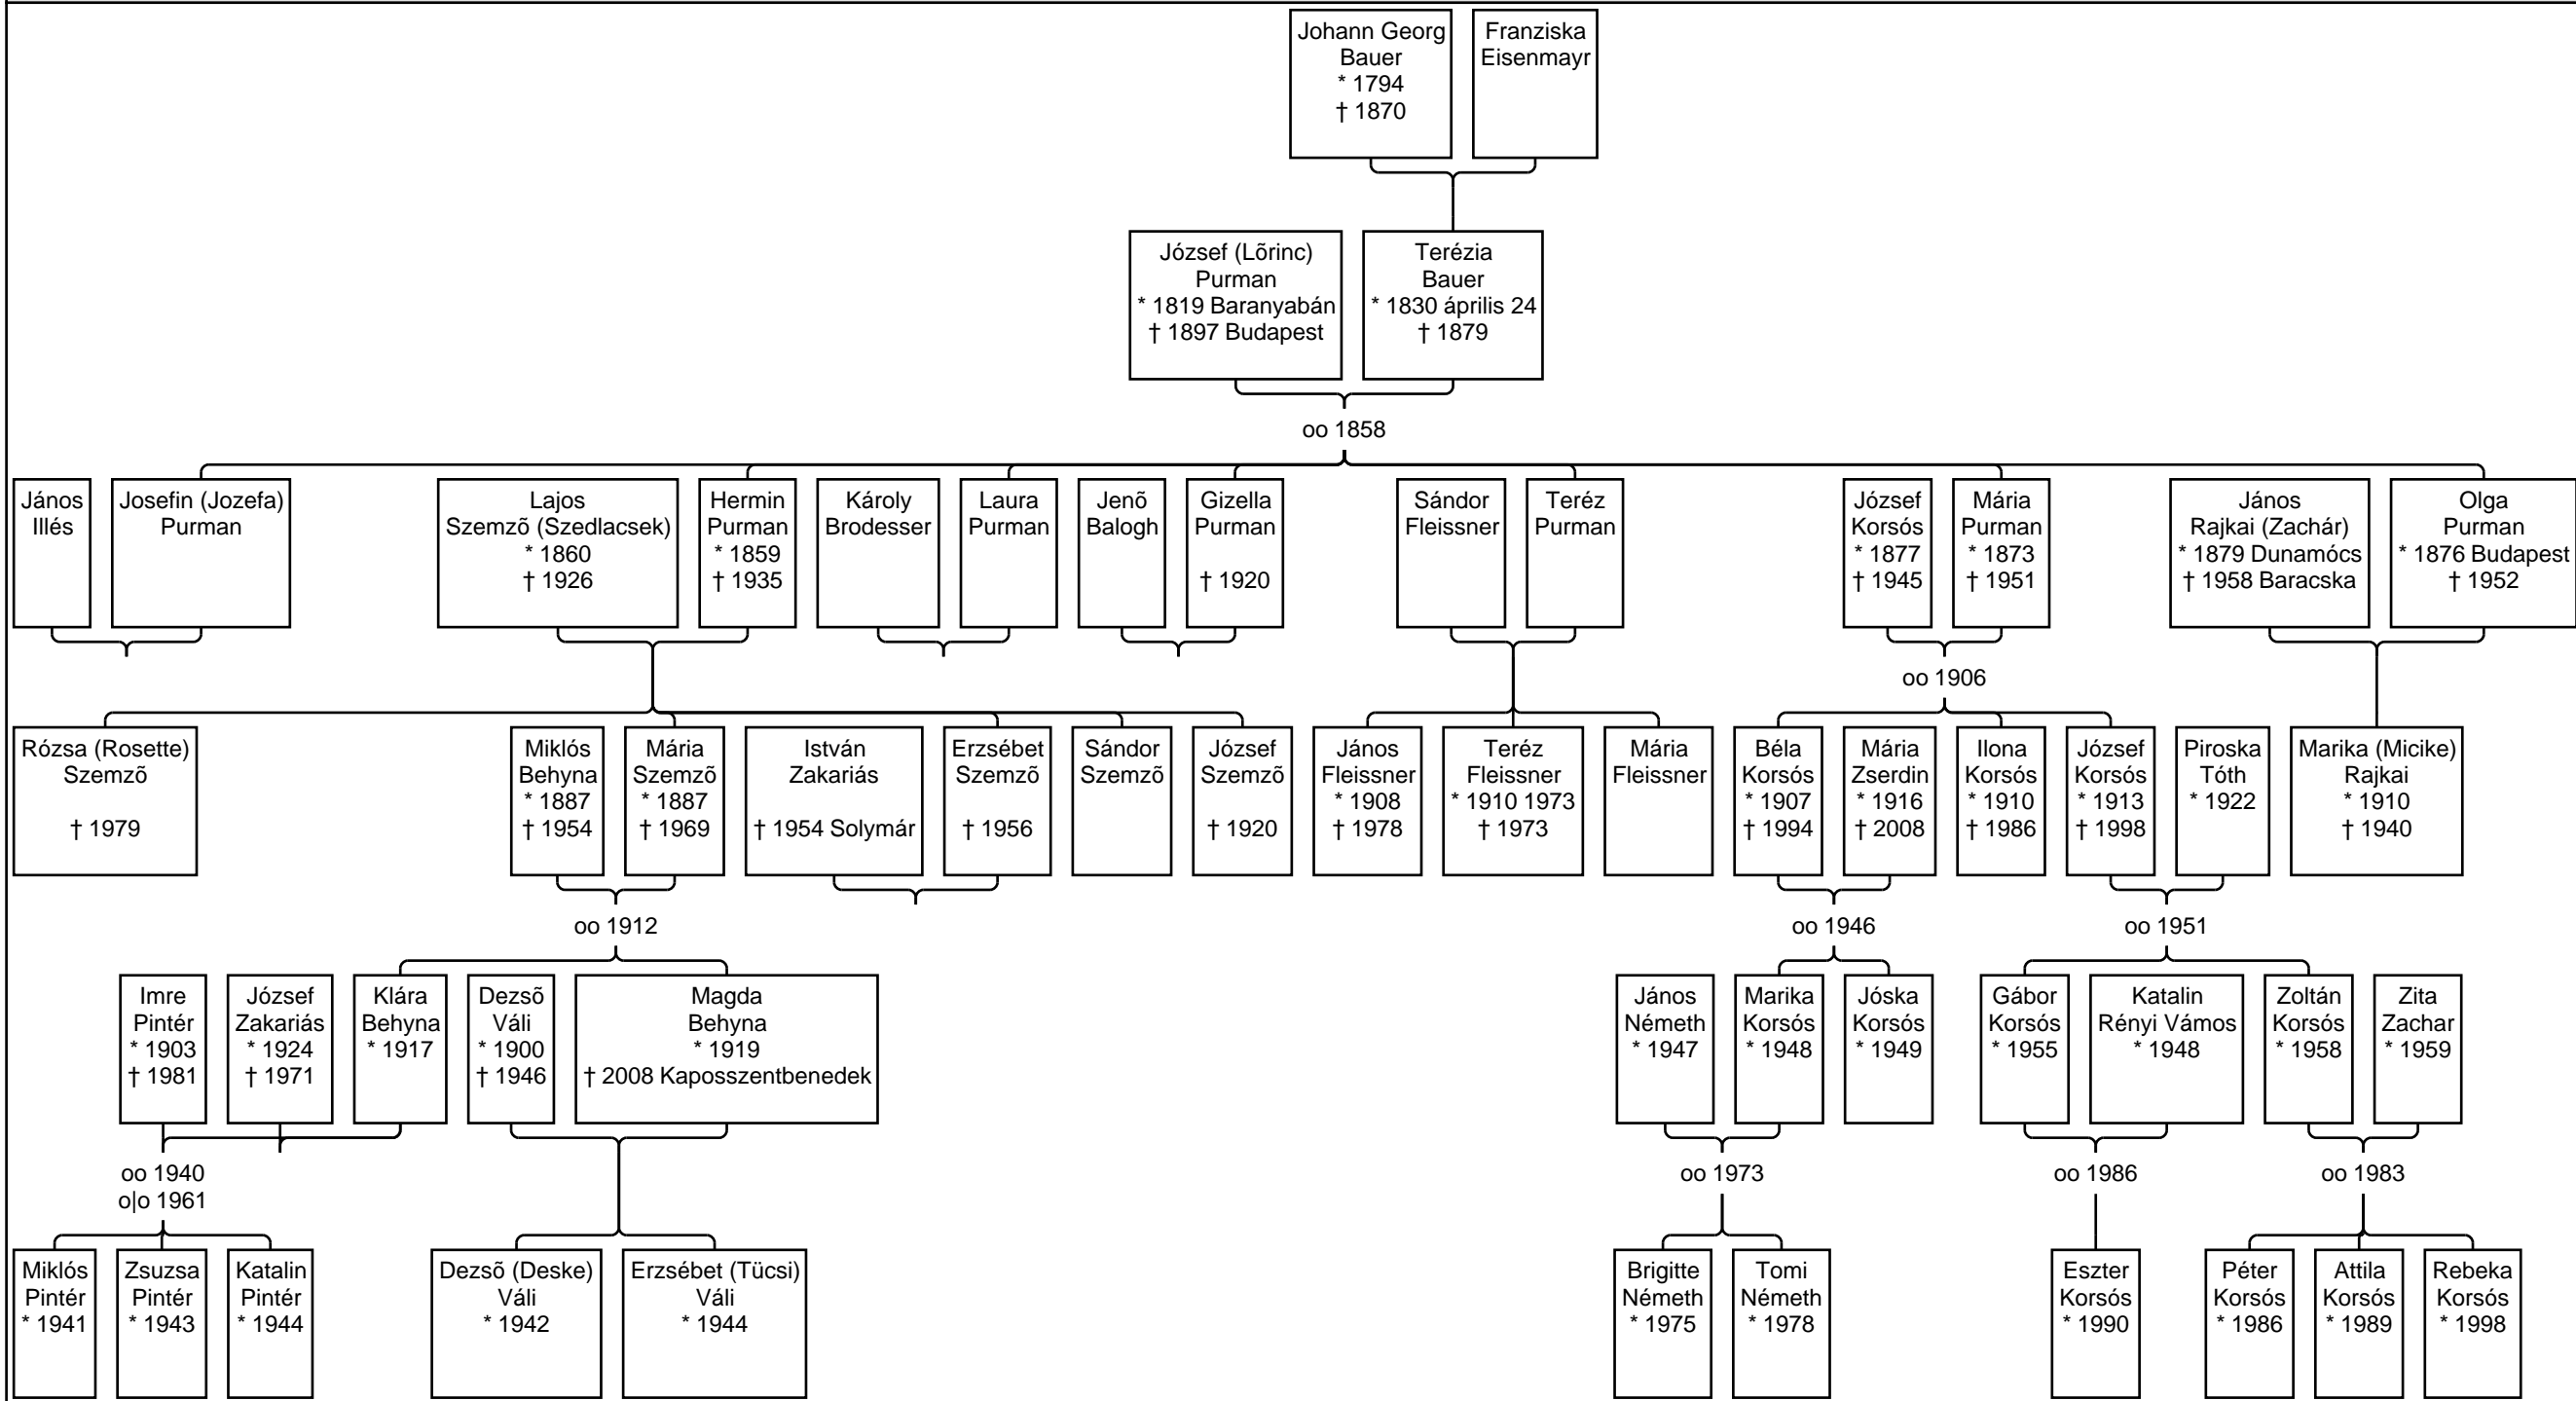 Johann Georg
Bauer
* 1794
† 1870
Franziska
Eisenmayr
József (Lõrinc)
Purman
* 1819 Baranyabán
† 1897 Budapest
Terézia
Bauer
* 1830 április 24
† 1879
oo 1858
János
Illés
Josefin (Jozefa)
Purman
Lajos
Szemzõ (Szedlacsek)
* 1860
† 1926
Hermin
Purman
* 1859
† 1935
Károly
Brodesser
Laura
Purman
Jenõ
Balogh
Gizella
Purman
† 1920
Sándor
Fleissner
Teréz
Purman
József
Korsós
* 1877
† 1945
Mária
Purman
* 1873
† 1951
János
Rajkai (Zachár)
* 1879 Dunamócs
† 1958 Baracska
Olga
Purman
* 1876 Budapest
† 1952
oo 1906
Rózsa (Rosette)
Szemzõ
† 1979
Miklós
Behyna
* 1887
† 1954
Mária
Szemzõ
* 1887
† 1969
István
Zakariás
† 1954 Solymár
Erzsébet
Szemzõ
† 1956
Sándor
Szemzõ
József
Szemzõ
† 1920
János
Fleissner
* 1908
† 1978
Teréz
Fleissner
* 1910 1973
† 1973
Mária
Fleissner
Béla
Korsós
* 1907
† 1994
Mária
Zserdin
* 1916
† 2008
Ilona
Korsós
* 1910
† 1986
József
Korsós
* 1913
† 1998
Piroska
Tóth
* 1922
Marika (Micike)
Rajkai
* 1910
† 1940
oo 1912
oo 1946
oo 1951
Imre
Pintér
* 1903
† 1981
József
Zakariás
* 1924
† 1971
Klára
Behyna
* 1917
Dezsõ
Váli
* 1900
† 1946
Magda
Behyna
* 1919
† 2008 Kaposszentbenedek
János
Németh
* 1947
Marika
Korsós
* 1948
Jóska
Korsós
* 1949
Gábor
Korsós
* 1955
Katalin
Rényi Vámos
* 1948
Zoltán
Korsós
* 1958
Zita
Zachar
* 1959
oo 1940
o|o 1961
oo 1973
oo 1986
oo 1983
Miklós
Pintér
* 1941
Zsuzsa
Pintér
* 1943
Katalin
Pintér
* 1944
Dezsõ (Deske)
Váli
* 1942
Erzsébet (Tücsi)
Váli
* 1944
Brigitte
Németh
* 1975
Tomi
Németh
* 1978
Eszter
Korsós
* 1990
Péter
Korsós
* 1986
Attila
Korsós
* 1989
Rebeka
Korsós
* 1998